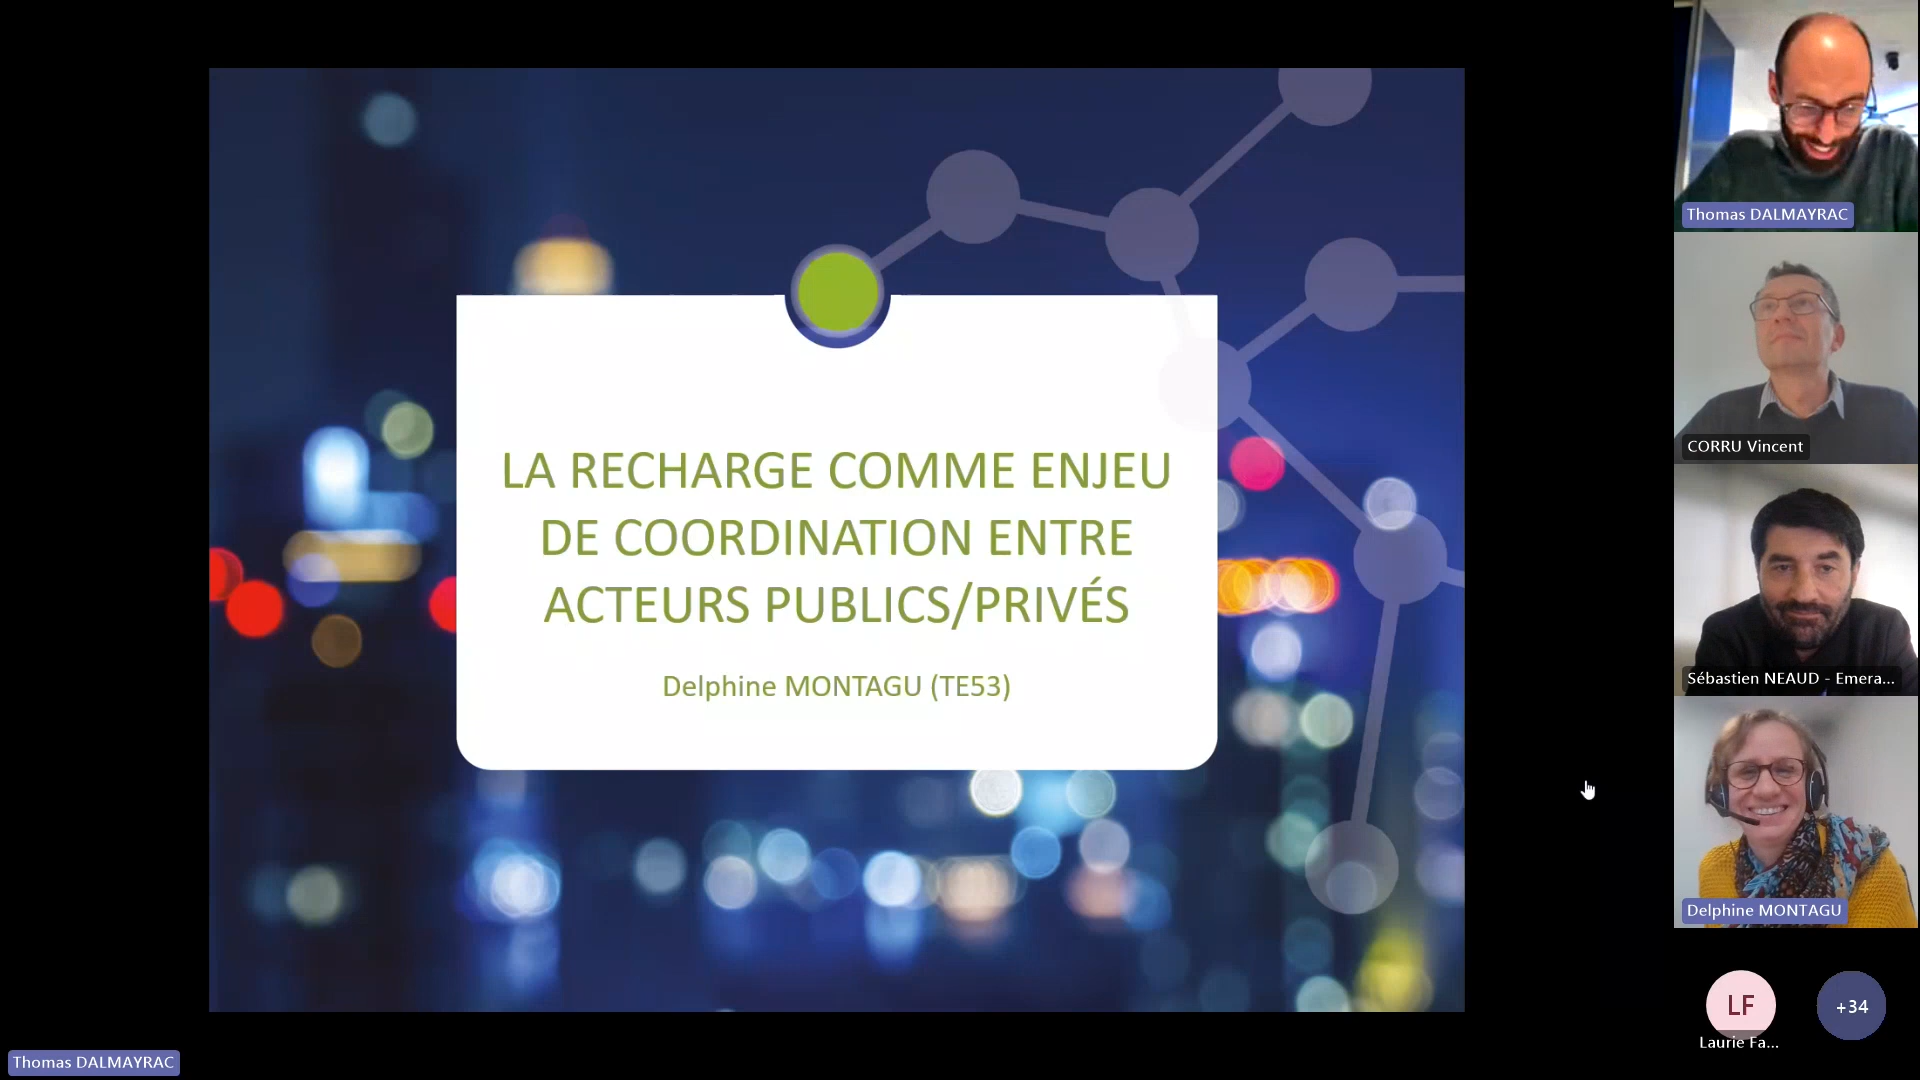 LA RECHARGE COMME ENJEU
DE COORDINATION ENTRE
ACTEURS PUBLICS/PRIVÉS
Delphine MONTAGU (TE53)
Thomas DALMAYRAC
CORRU Vincent
Sébastien NEAUD - Emera...
Delphine MONTAGU
LF
+34
Laurie Fa...
Thomas DALMAYRAC